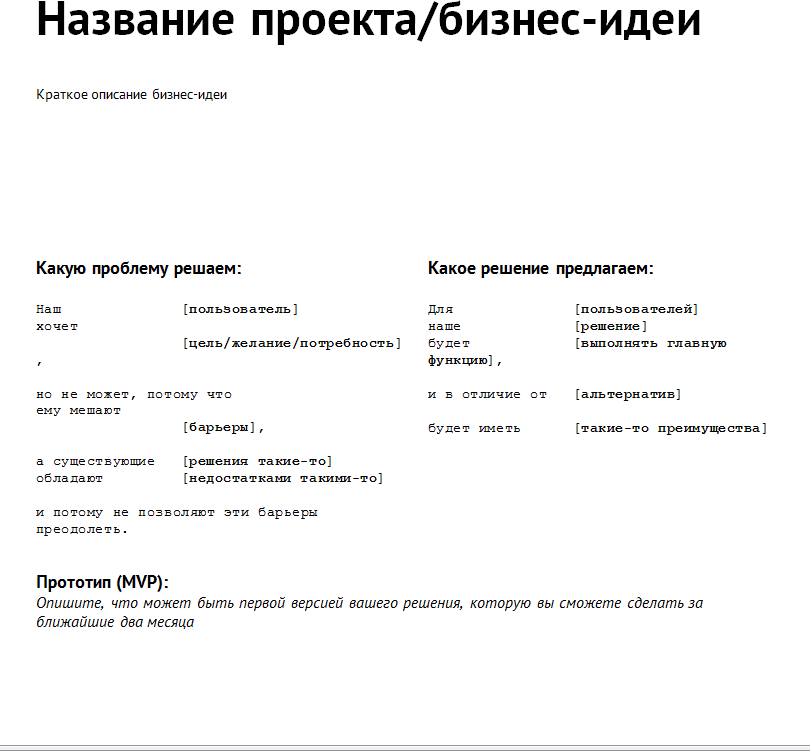 Название проекта/бизнес-идеи
Краткое описание бизнес-идеи
Какую проблему решаем:
Наш [пользователь]
хочет
[цель/желание/потребность]
,
но не может, потому что
ему мешают
[барьеры],
а существующие [решения такие-то]
обладают [недостатками такими-то]
и потому не позволяют эти барьеры
преодолеть.
Какое решение предлагаем:
Для [пользователей]
наше [решение]
будет [выполнять главную
функцию],
и в отличие от [альтернатив]
будет иметь [такие-то преимущества]
Прототип (MVP):
Опишите, что может быть первой версией вашего решения, которую вы сможете сделать за
ближайшие два месяца